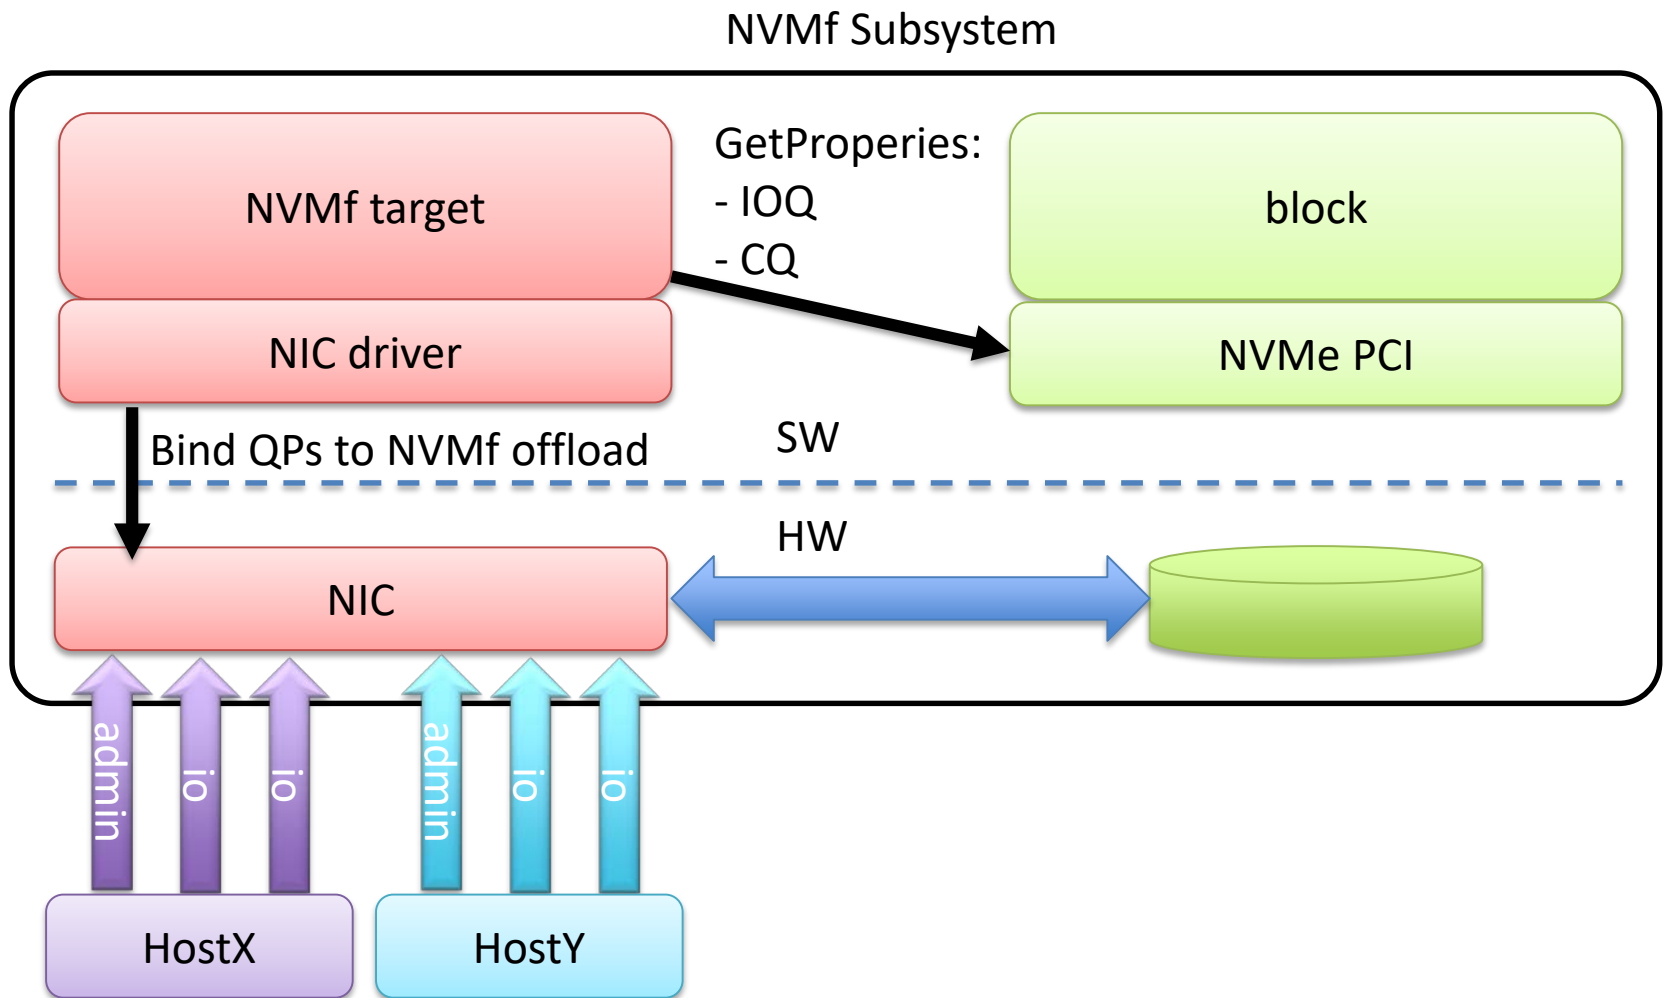 NVMf Subsystem
NVMf target
GetProperies:
- IOQ
- CQ
block
NIC driver
NVMe PCI
Bind QPs to NVMf offload
SW
HW
NIC
admin
io
io
admin
io
io
HostX
HostY